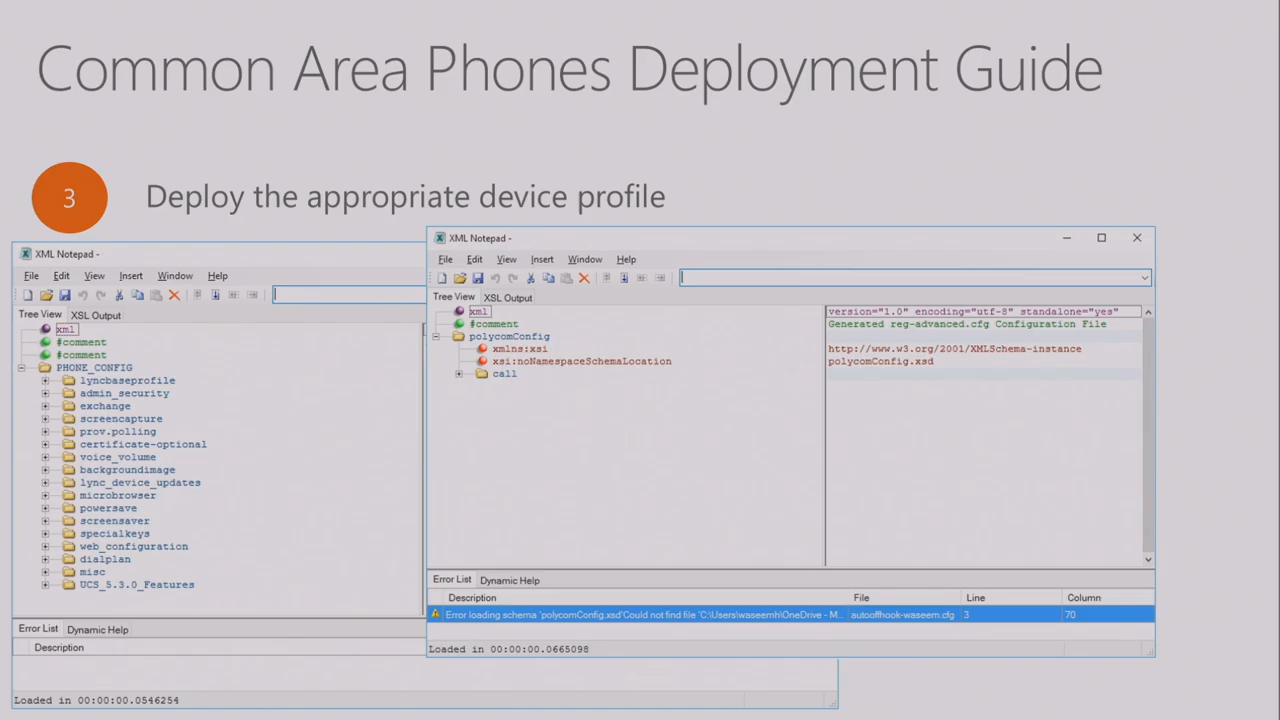 Common Area Phones Deployment Guide
3
Deploy the appropriate device profile
XML Notepad -
File Edit View Insert Window Help
Tree View XSL Output
xml
#comment
#comment
PHONE_CONFIG
lyncbaseprofile
admin_security
exchange
screencapture
prov.polling
certificate-optional
voice_volume
backgroundimage
lync_device_updates
microbrowser
powersave
screensaver
specialkeys
web_configuration
dialplan
misc
UCS_5.3.0_Features
Error List Dynamic Help
Description
Loaded in 00:00:00.0546254
XML Notepad -
File Edit View Insert Window Help
Tree View XSL Output
xml version="1.0" encoding="utf-8" standalone="yes"
#comment Generated reg-advanced.cfg Configuration File
polycomConfig
xmlns:xsi http://www.w3.org/2001/XMLSchema-instance
xsi:noNamespaceSchemaLocation polycomConfig.xsd
call
Error List Dynamic Help
Description File Line Column
Error loading schema 'polycomConfig.xsd'Could not find file 'C:\Users\waseemh\OneDrive - M... autooffhook-waseem.cfg 3 70
Loaded in 00:00:00.0665098